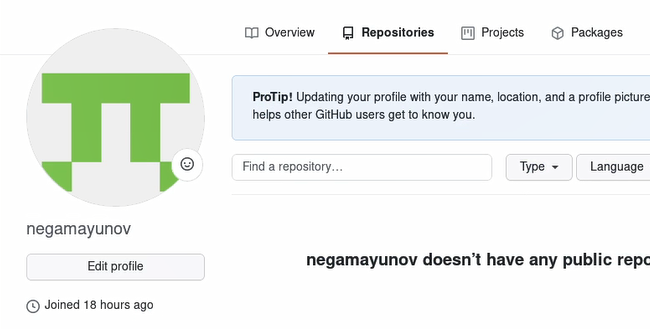 Overview Repositories Projects Packages
ProTip! Updating your profile with your name, location, and a profile picture
helps other GitHub users get to know you.
Find a repository... Type Language
negamayunov
Edit profile
Joined 18 hours ago
negamayunov doesn't have any public